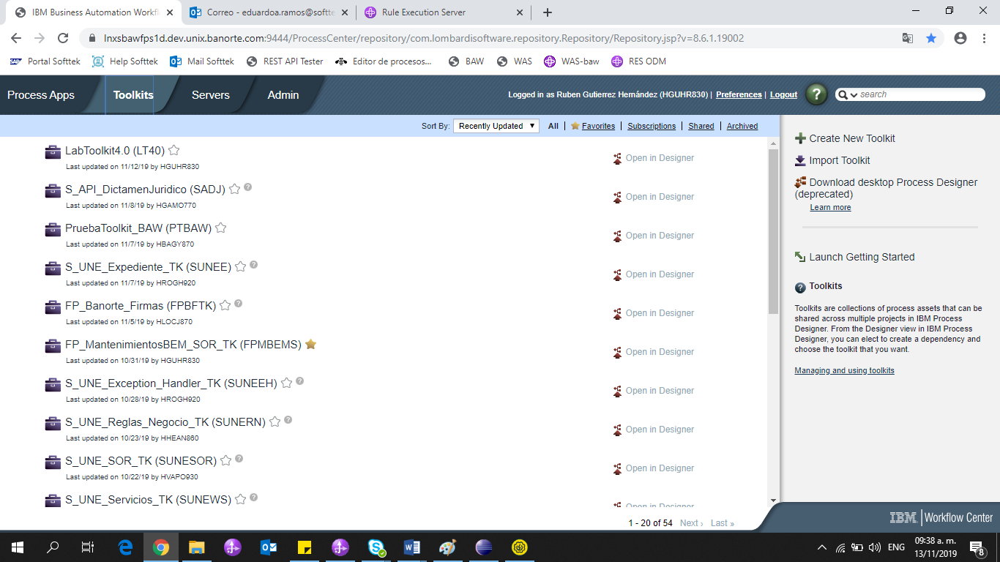 IBM Business Automation Workfl
Correo - eduardoa.ramos@softte
Rule Execution Server
lnxsbawfps1d.dev.unix.banorte.com:9444/ProcessCenter/repository/com.lombardisoftware.repository.Repository/Repository.jsp?v=8.6.1.19002
Portal Softtek
Help Softtek
Mail Softtek
REST API Tester
Editor de procesos...
BAW
WAS
WAS-baw
RES ODM
Process Apps
Toolkits
Servers
Admin
Logged in as Ruben Gutierrez Hernández (HGUHR830) | Preferences | Logout
search
Sort By: Recently Updated
All | Favorites | Subscriptions | Shared | Archived
LabToolkit4.0 (LT40)
Last updated on 11/12/19 by HGUHR830
Open in Designer
S_API_DictamenJuridico (SADJ)
Last updated on 11/8/19 by HGAMO770
Open in Designer
PruebaToolkit_BAW (PTBAW)
Last updated on 11/7/19 by HBAGY870
Open in Designer
S_UNE_Expediente_TK (SUNEE)
Last updated on 11/7/19 by HROGH920
Open in Designer
FP_Banorte_Firmas (FPBFTK)
Last updated on 11/5/19 by HLOCJ870
Open in Designer
FP_MantenimientosBEM_SOR_TK (FPMBEMS)
Last updated on 10/31/19 by HGUHR830
Open in Designer
S_UNE_Exception_Handler_TK (SUNEEH)
Last updated on 10/28/19 by HROGH920
Open in Designer
S_UNE_Reglas_Negocio_TK (SUNERN)
Last updated on 10/23/19 by HHEAN860
Open in Designer
S_UNE_SOR_TK (SUNESOR)
Last updated on 10/22/19 by HVAPO930
Open in Designer
S_UNE_Servicios_TK (SUNEWS)
Open in Designer
1 - 20 of 54 Next › Last »
Create New Toolkit
Import Toolkit
Download desktop Process Designer
(deprecated)
Learn more
Launch Getting Started
Toolkits
Toolkits are collections of process assets that can be
shared across multiple projects in IBM Process
Designer. From the Designer view in IBM Process
Designer, you can elect to create a dependency and
choose the toolkit that you want.
Managing and using toolkits
IBM Workflow Center
ENG
09:38 a. m.
13/11/2019
8